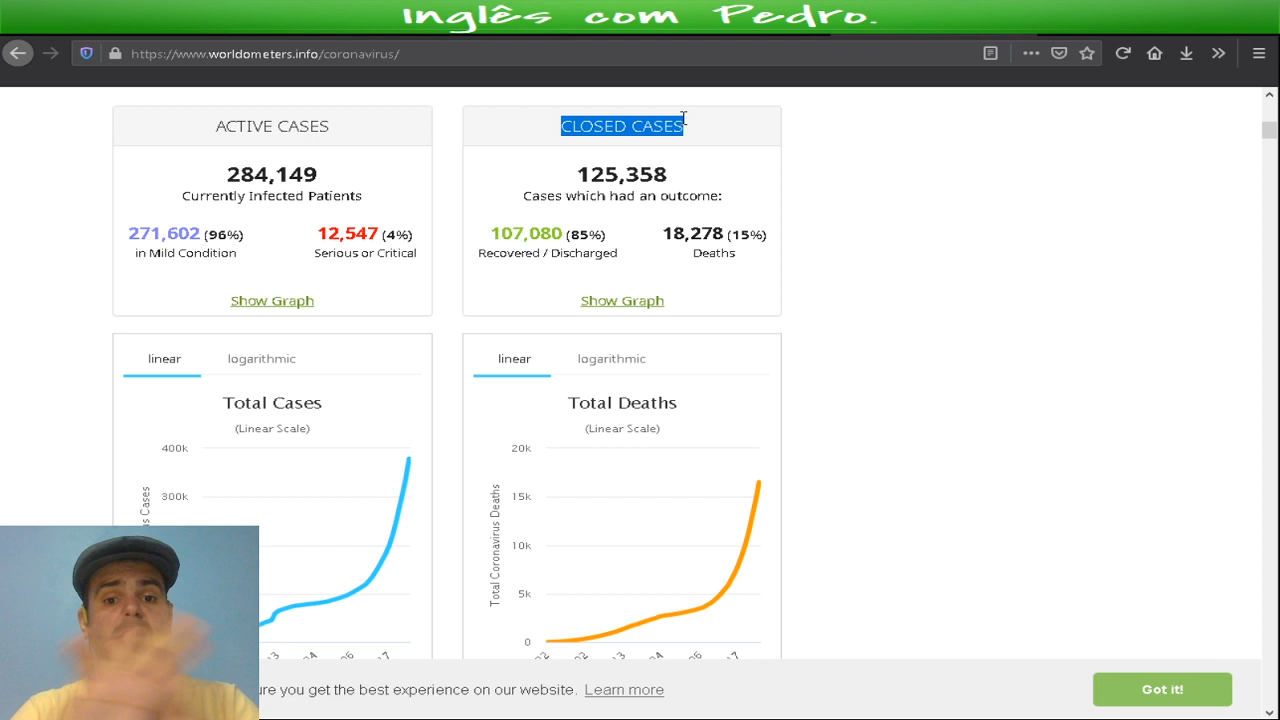 Inglês com Pedro.
https://www.worldometers.info/coronavirus/
ACTIVE CASES
284,149
Currently Infected Patients
271,602 (96%)
in Mild Condition
12,547 (4%)
Serious or Critical
Show Graph
CLOSED CASES
125,358
Cases which had an outcome:
107,080 (85%)
Recovered / Discharged
18,278 (15%)
Deaths
Show Graph
linear logarithmic
Total Cases
(Linear Scale)
400k
300k
Cases
linear logarithmic
Total Deaths
(Linear Scale)
20k
15k
10k
5k
0
Total Coronavirus Deaths
you get the best experience on our website. Learn more
Got it!